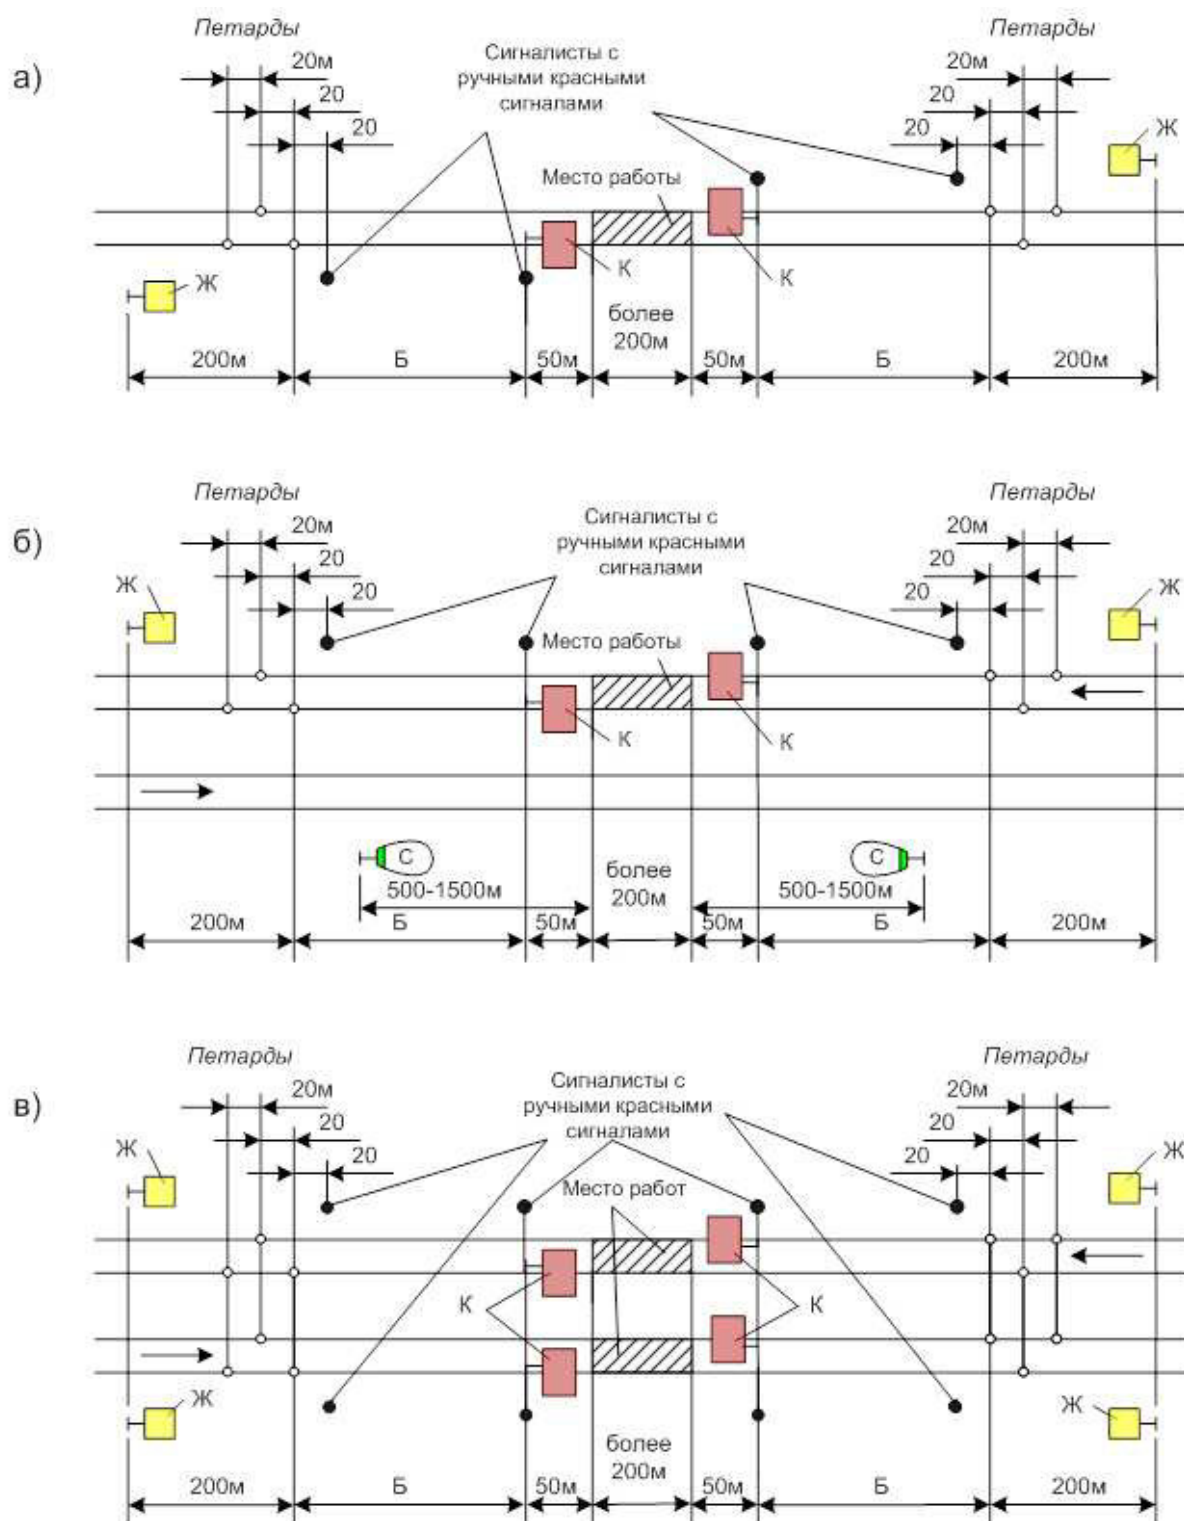 Петарды
Петарды
а)
20м
20
20
Сигналисты с
ручными красными
сигналами
20м
20
20
Ж
Место работы
К
К
Ж
более
200м
200м
Б
50м
50м
Б
200м
Петарды
Петарды
б)
20м
20
20
Сигналисты с
ручными красными
сигналами
20м
20
20
Ж
Ж
Место работы
К
К
С
С
500-1500м
более
200м
500-1500м
200м
Б
50м
50м
Б
200м
Петарды
Петарды
в)
20м
20
20
Сигналисты с
ручными красными
сигналами
20м
20
20
Ж
Ж
Место работ
К
К
Ж
Ж
более
200м
200м
Б
50м
50м
Б
200м